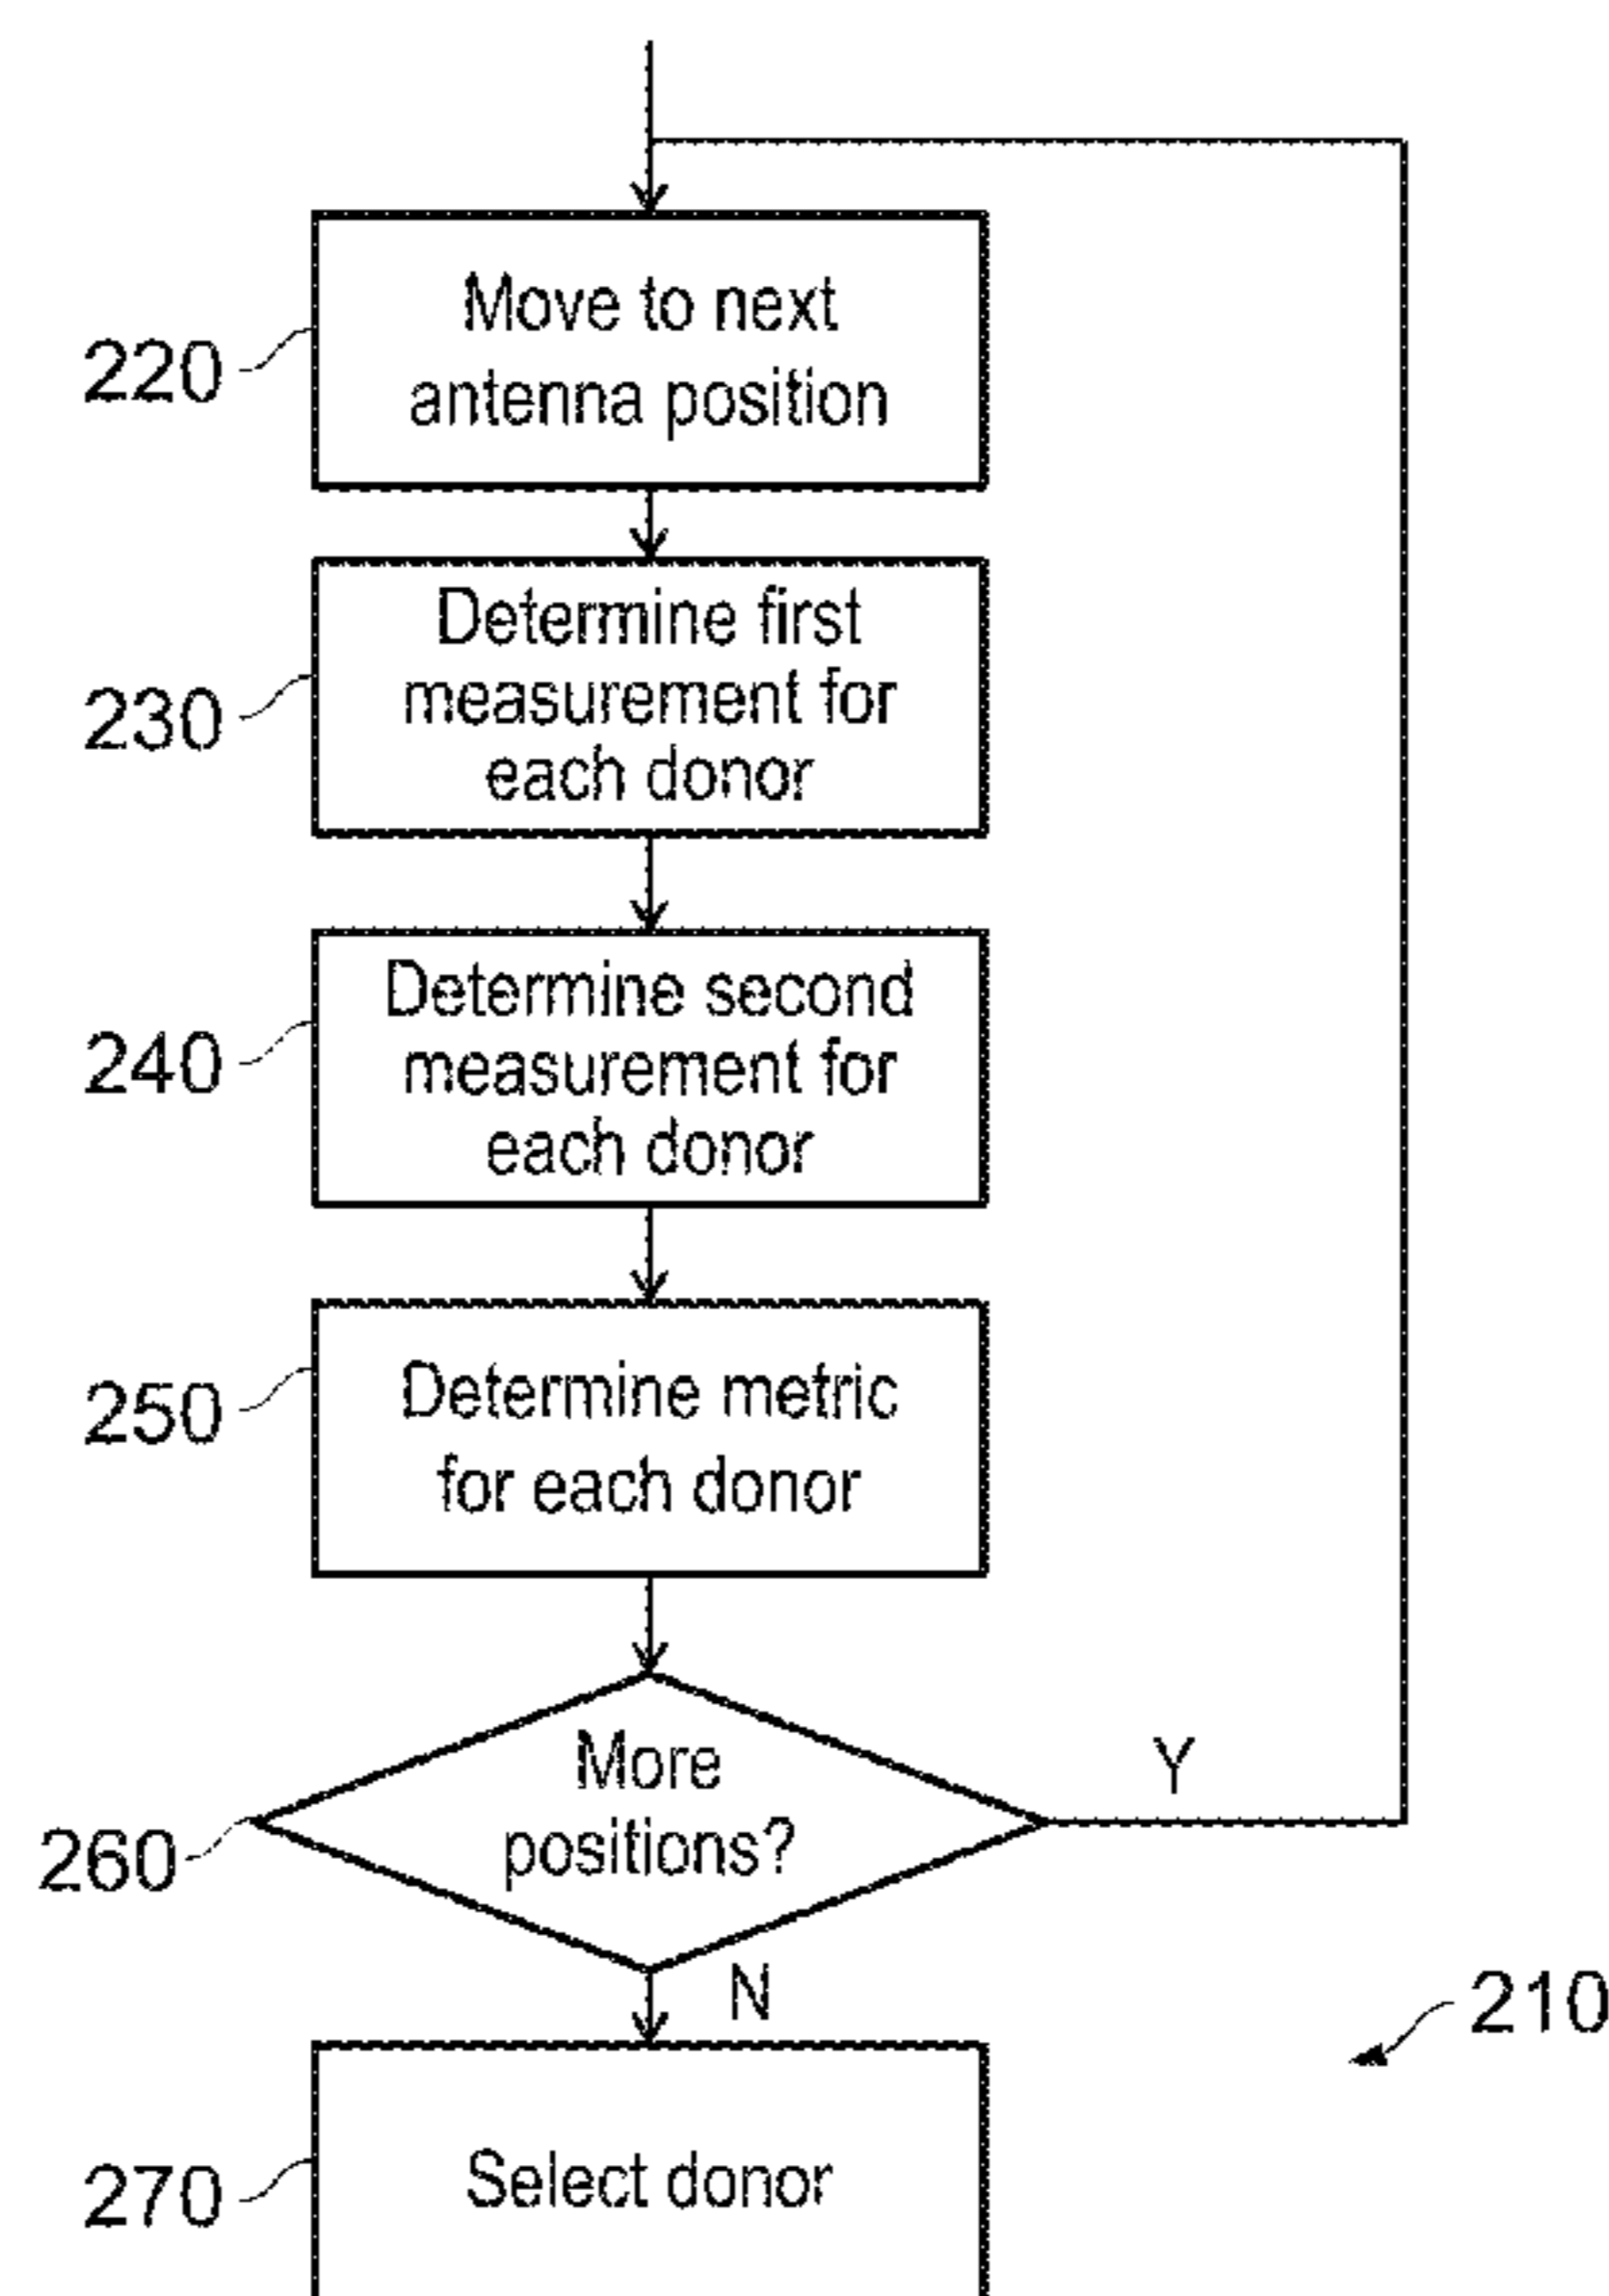 220
Move to next
antenna position
230
Determine first
measurement for
each donor
240
Determine second
measurement for
each donor
250
Determine metric
for each donor
260
More
positions?
Y
N
210
270
Select donor